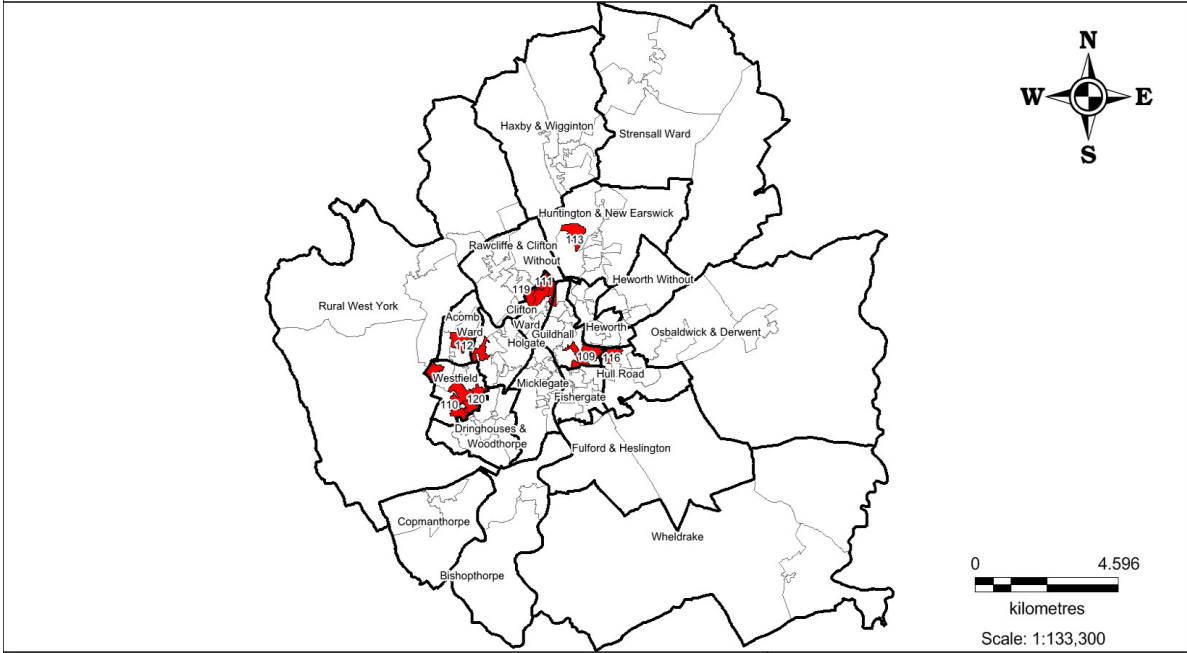 N
W E
S
Haxby & Wigginton
Strensall Ward
Huntington & New Earswick
113
Rawcliffe & Clifton
Without
111
119
Heworth Without
Rural West York
Clifton
Ward
Acomb
Ward
112
Guildhall
Heworth
Osbaldwick & Derwent
Holgate
109
116
Hull Road
Westfield
Micklegate
110
120
Fishergate
Dringhouses &
Woodthorpe
Fulford & Heslington
Copmanthorpe
Wheldrake
Bishopthorpe
0 4.596
kilometres
Scale: 1:133,300